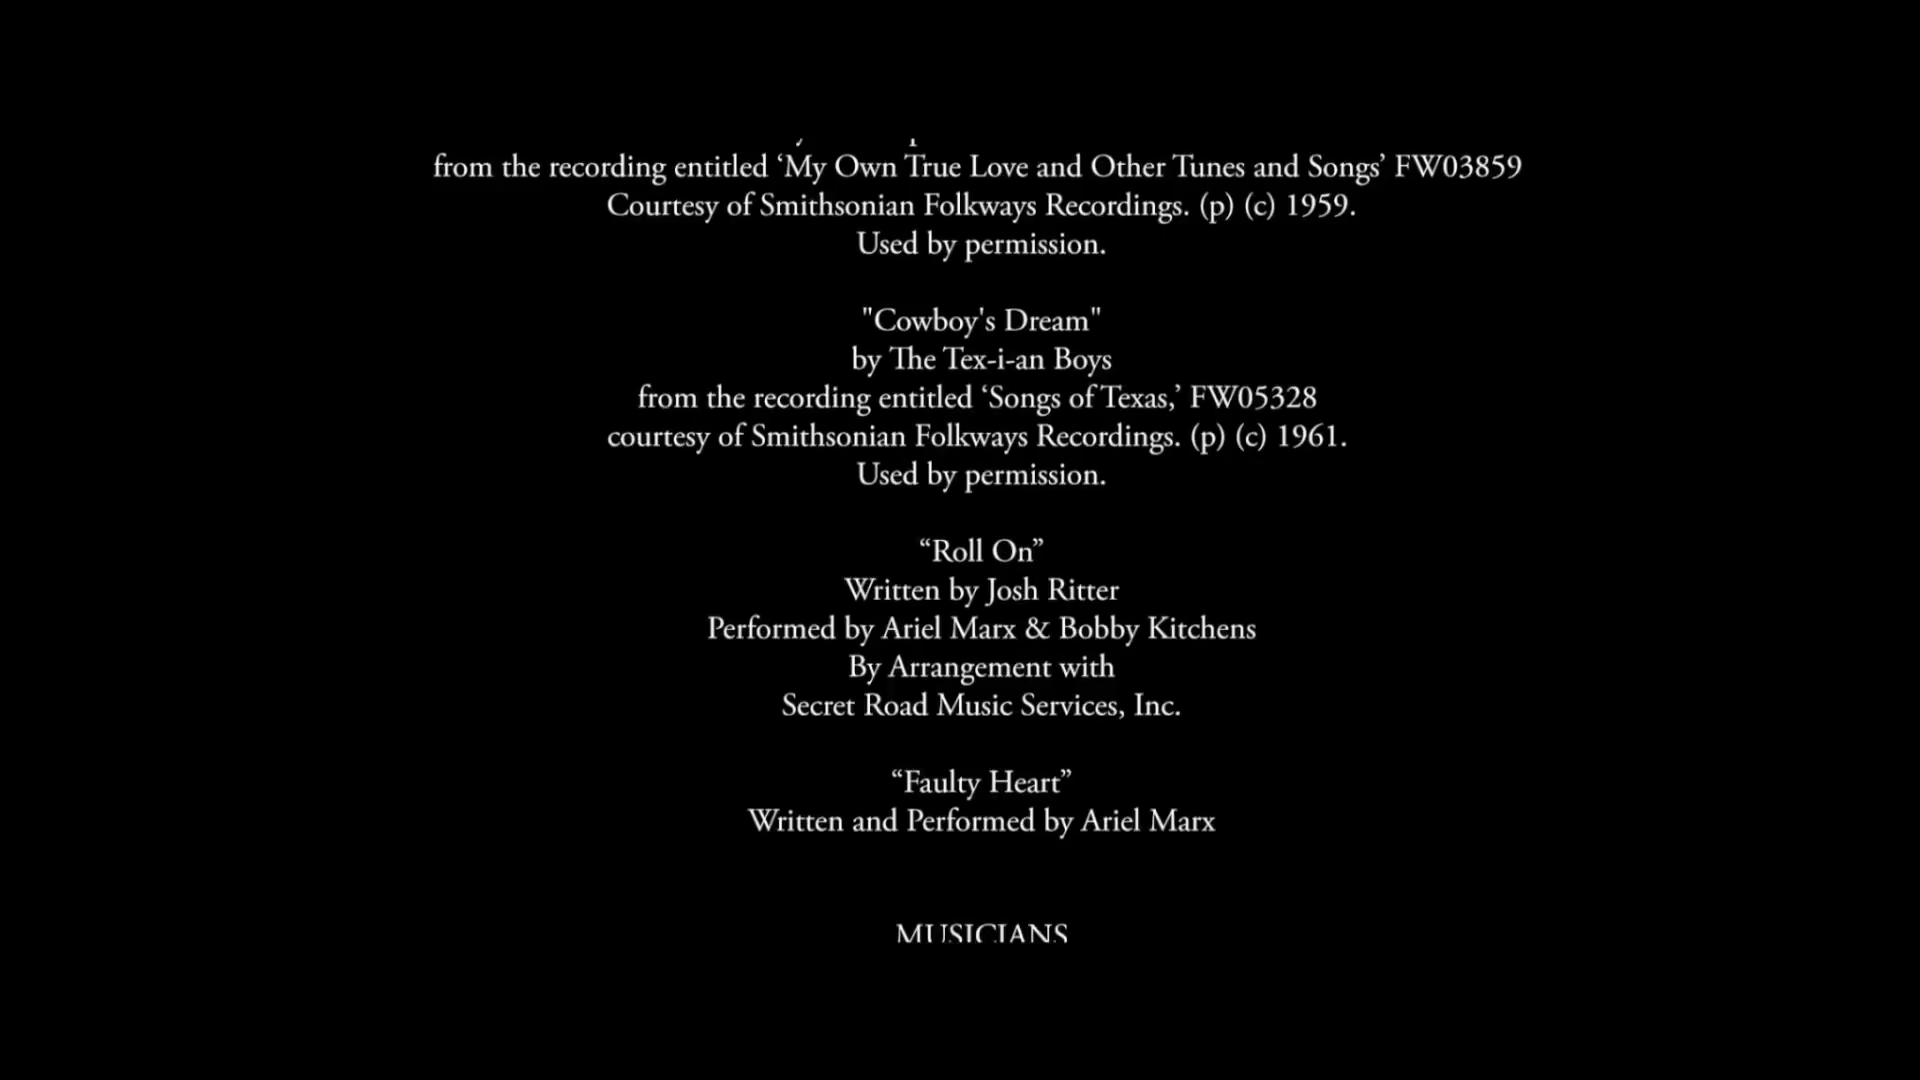 from the recording entitled ‘My Own True Love and Other Tunes and Songs’ FW03859
Courtesy of Smithsonian Folkways Recordings. (p) (c) 1959.
Used by permission.
"Cowboy's Dream"
by The Tex-i-an Boys
from the recording entitled ‘Songs of Texas,’ FW05328
courtesy of Smithsonian Folkways Recordings. (p) (c) 1961.
Used by permission.
“Roll On”
Written by Josh Ritter
Performed by Ariel Marx & Bobby Kitchens
By Arrangement with
Secret Road Music Services, Inc.
“Faulty Heart”
Written and Performed by Ariel Marx
MUSICIANS